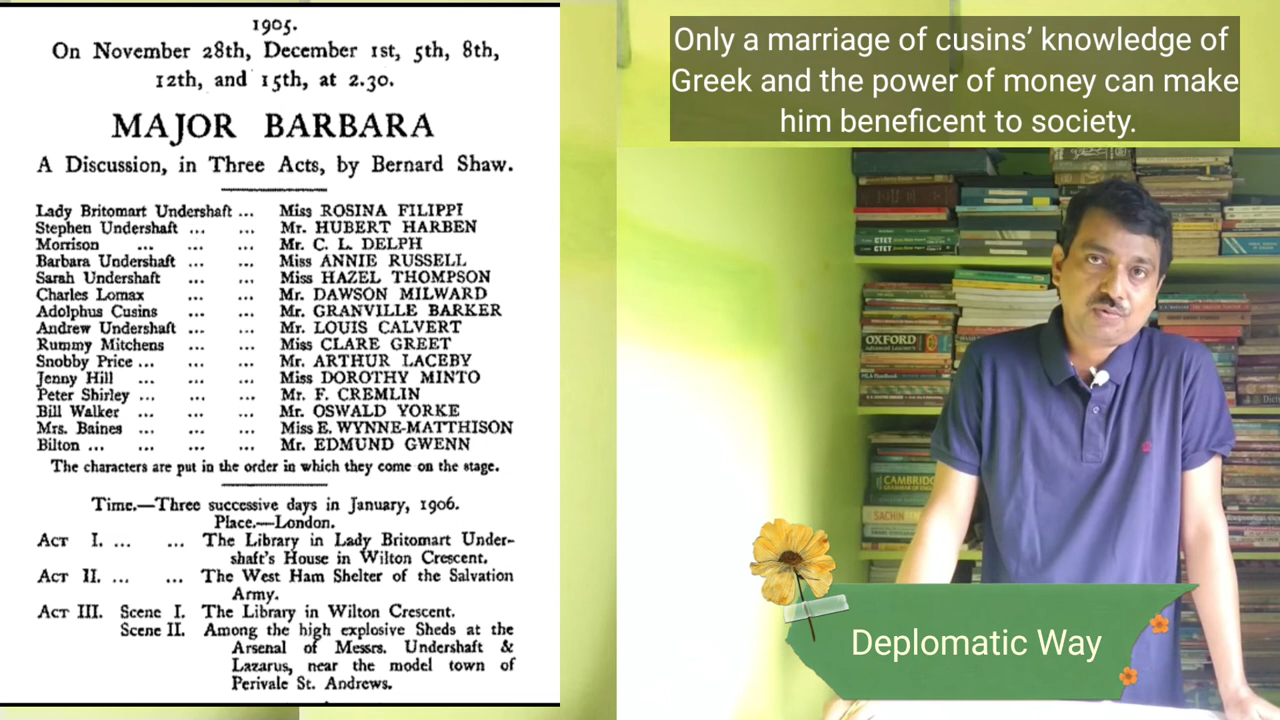 1905.
On November 28th, December 1st, 5th, 8th,
12th, and 15th, at 2.30.
MAJOR BARBARA
A Discussion, in Three Acts, by Bernard Shaw.
Lady Britomart Undershaft ... Miss ROSINA FILIPPI
Stephen Undershaft ... ... Mr. HUBERT HARBEN
Morrison ... ... ... Mr. C. L. DELPH
Barbara Undershaft ... ... Miss ANNIE RUSSELL
Sarah Undershaft ... ... Miss HAZEL THOMPSON
Charles Lomax ... ... Mr. DAWSON MILWARD
Adolphus Cusins ... ... Mr. GRANVILLE BARKER
Andrew Undershaft ... ... Mr. LOUIS CALVERT
Rummy Mitchens ... ... Miss CLARE GREET
Snobby Price ... ... ... Mr. ARTHUR LACEBY
Jenny Hill ... ... ... Miss DOROTHY MINTO
Peter Shirley ... ... ... Mr. F. CREMLIN
Bill Walker ... ... ... Mr. OSWALD YORKE
Mrs. Baines ... ... ... Miss E. WYNNE-MATTHISON
Bilton ... ... ... ... Mr. EDMUND GWENN
The characters are put in the order in which they come on the stage.
Time.—Three successive days in January, 1906.
Place.—London.
ACT I. ... ... The Library in Lady Britomart Under-
shaft's House in Wilton Crescent.
ACT II. ... ... The West Ham Shelter of the Salvation
Army.
ACT III. Scene I. The Library in Wilton Crescent.
Scene II. Among the high explosive Sheds at the
Arsenal of Messrs. Undershaft &
Lazarus, near the model town of
Perivale St. Andrews.
Only a marriage of cusins' knowledge of
Greek and the power of money can make
him beneficent to society.
CTET
CTET
OXFORD
Advanced Learner's
CAMBRIDGE
SACHIN
Deplomatic Way